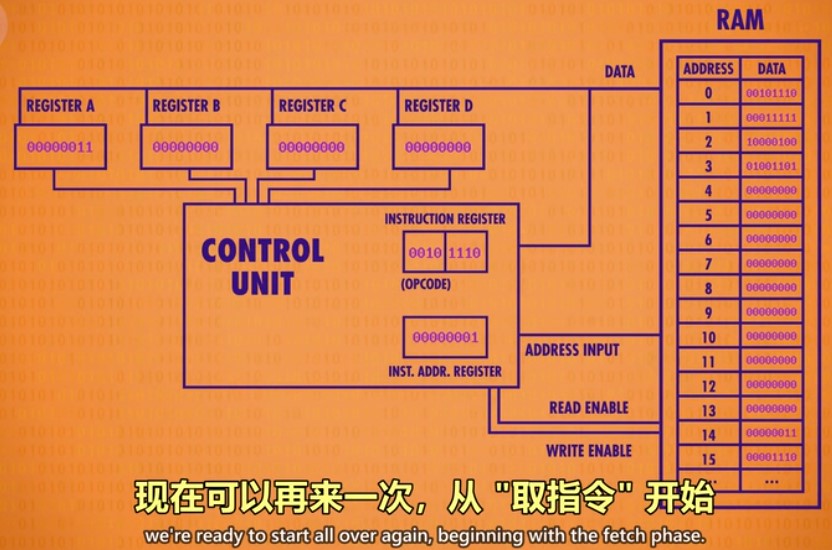 RAM
DATA
ADDRESS DATA
0 00101110
1 00011111
2 10000100
3 01001101
4 00000000
5 00000000
6 00000000
7 00000000
8 00000000
9 00000000
10 00000000
11 00000000
12 00000000
13 00000000
14 00000011
15 00001110
... ...
REGISTER A REGISTER B REGISTER C REGISTER D
00000011 00000000 00000000 00000000
CONTROL
UNIT
INSTRUCTION REGISTER
0010 1110
(OPCODE)
00000001
INST. ADDR. REGISTER
ADDRESS INPUT
READ ENABLE
WRITE ENABLE
现在可以再来一次，从 "取指令" 开始
we're ready to start all over again, beginning with the fetch phase.